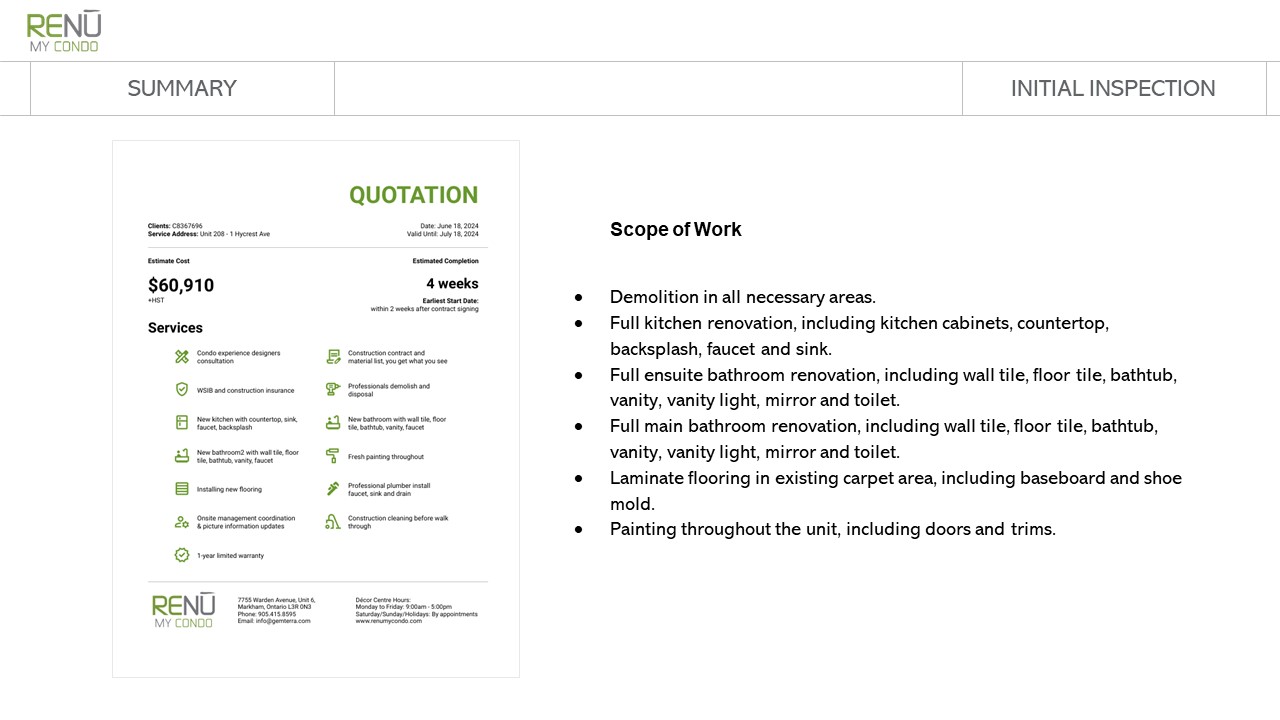 RENŪ
MY CONDO
SUMMARY
INITIAL INSPECTION
QUOTATION
Clients: C8367696
Service Address: Unit 208 - 1 Hycrest Ave
Date: June 18, 2024
Valid Until: July 18, 2024
Estimate Cost
Estimated Completion
$60,910
+HST
4 weeks
Earliest Start Date:
within 2 weeks after contract signing
Services
Condo experience designers
consultation
Construction contract and
material list, you get what you see
WSIB and construction insurance
Professionals demolish and
disposal
New kitchen with countertop, sink,
faucet, backsplash
New bathroom with wall tile, floor
tile, bathtub, vanity, faucet
New bathroom2 with wall tile, floor
tile, bathtub, vanity, faucet
Fresh painting throughout
Installing new flooring
Professional plumber install
faucet, sink and drain
Onsite management coordination
& picture information updates
Construction cleaning before walk
through
1-year limited warranty
RENŪ
MY CONDO
7755 Warden Avenue, Unit 6,
Markham, Ontario L3R 0N3
Phone: 905.415.8595
Email: info@gemterra.com
Décor Centre Hours:
Monday to Friday: 9:00am - 5:00pm
Saturday/Sunday/Holidays: By appointments
www.renumycondo.com
Scope of Work
● Demolition in all necessary areas.
● Full kitchen renovation, including kitchen cabinets, countertop,
backsplash, faucet and sink.
● Full ensuite bathroom renovation, including wall tile, floor tile, bathtub,
vanity, vanity light, mirror and toilet.
● Full main bathroom renovation, including wall tile, floor tile, bathtub,
vanity, vanity light, mirror and toilet.
● Laminate flooring in existing carpet area, including baseboard and shoe
mold.
● Painting throughout the unit, including doors and trims.